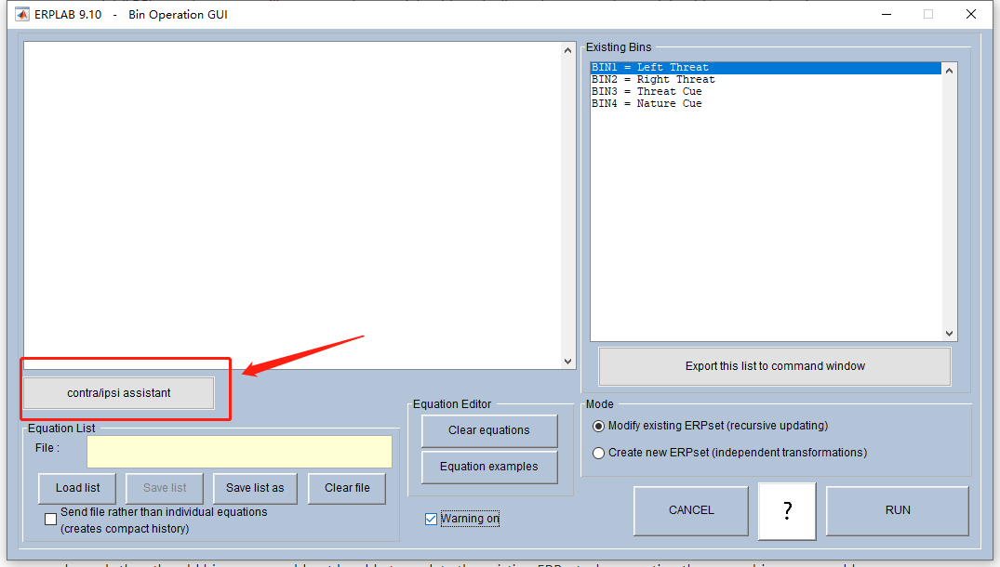 ERPLAB 9.10 - Bin Operation GUI
Existing Bins
BIN1 = Left Threat
BIN2 = Right Threat
BIN3 = Threat Cue
BIN4 = Nature Cue
Export this list to command window
contra/ipsi assistant
Equation List
File :
Load list
Save list
Save list as
Clear file
Send file rather than individual equations
(creates compact history)
Equation Editor
Clear equations
Equation examples
Warning on
Mode
Modify existing ERPset (recursive updating)
Create new ERPset (independent transformations)
CANCEL
?
RUN